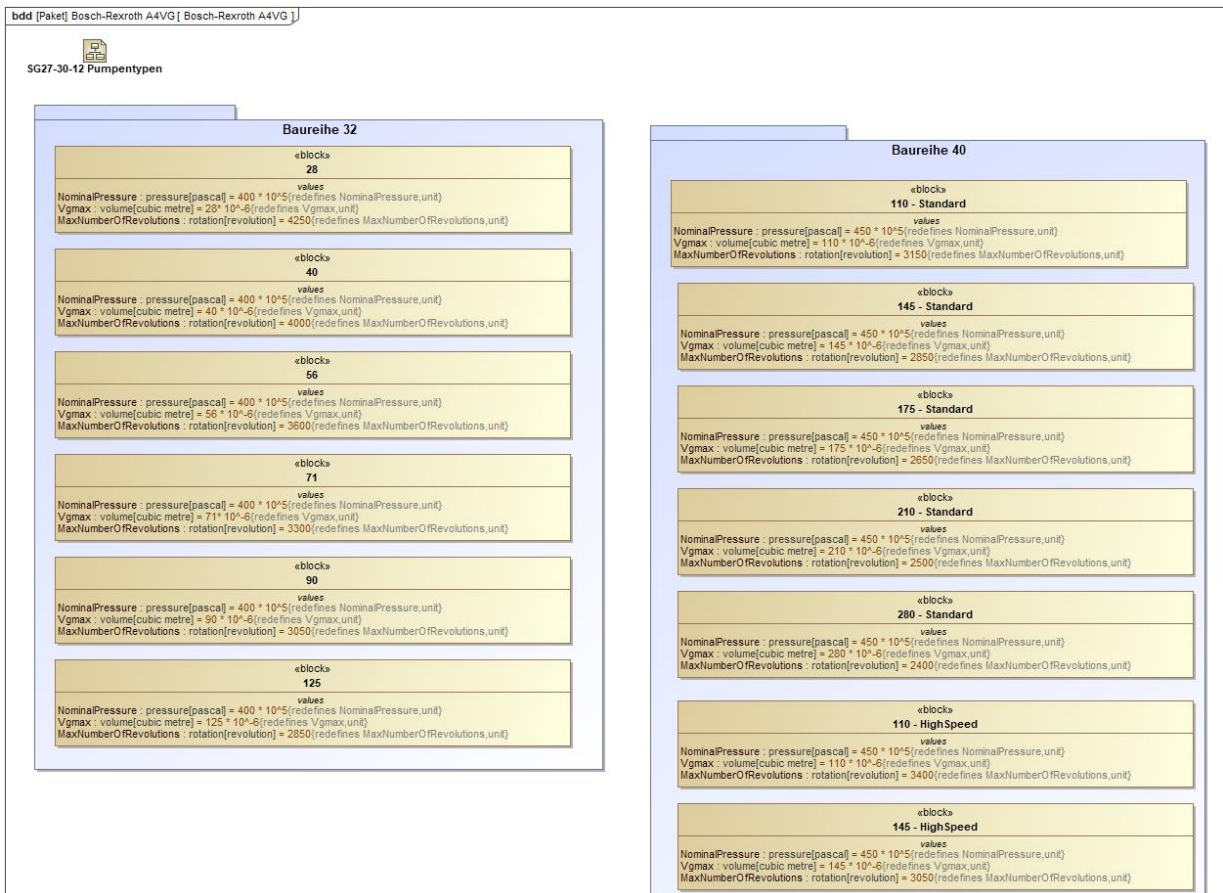 bdd [Paket] Bosch-Rexroth A4VG [ Bosch-Rexroth A4VG ]
SG27-30-12 Pumpentypen
Baureihe 32
«block»
28
values
NominalPressure : pressure[pascal] = 400 * 10^5{redefines NominalPressure,unit}
Vgmax : volume[cubic metre] = 28* 10^-6{redefines Vgmax,unit}
MaxNumberOfRevolutions : rotation[revolution] = 4250{redefines MaxNumberOfRevolutions,unit}
«block»
40
values
NominalPressure : pressure[pascal] = 400 * 10^5{redefines NominalPressure,unit}
Vgmax : volume[cubic metre] = 40 * 10^-6{redefines Vgmax,unit}
MaxNumberOfRevolutions : rotation[revolution] = 4000{redefines MaxNumberOfRevolutions,unit}
«block»
56
values
NominalPressure : pressure[pascal] = 400 * 10^5{redefines NominalPressure,unit}
Vgmax : volume[cubic metre] = 56 * 10^-6{redefines Vgmax,unit}
MaxNumberOfRevolutions : rotation[revolution] = 3600{redefines MaxNumberOfRevolutions,unit}
«block»
71
values
NominalPressure : pressure[pascal] = 400 * 10^5{redefines NominalPressure,unit}
Vgmax : volume[cubic metre] = 71* 10^-6{redefines Vgmax,unit}
MaxNumberOfRevolutions : rotation[revolution] = 3300{redefines MaxNumberOfRevolutions,unit}
«block»
90
values
NominalPressure : pressure[pascal] = 400 * 10^5{redefines NominalPressure,unit}
Vgmax : volume[cubic metre] = 90 * 10^-6{redefines Vgmax,unit}
MaxNumberOfRevolutions : rotation[revolution] = 3050{redefines MaxNumberOfRevolutions,unit}
«block»
125
values
NominalPressure : pressure[pascal] = 400 * 10^5{redefines NominalPressure,unit}
Vgmax : volume[cubic metre] = 125 * 10^-6{redefines Vgmax,unit}
MaxNumberOfRevolutions : rotation[revolution] = 2850{redefines MaxNumberOfRevolutions,unit}
Baureihe 40
«block»
110 - Standard
values
NominalPressure : pressure[pascal] = 450 * 10^5{redefines NominalPressure,unit}
Vgmax : volume[cubic metre] = 110 * 10^-6{redefines Vgmax,unit}
MaxNumberOfRevolutions : rotation[revolution] = 3150{redefines MaxNumberOfRevolutions,unit}
«block»
145 - Standard
values
NominalPressure : pressure[pascal] = 450 * 10^5{redefines NominalPressure,unit}
Vgmax : volume[cubic metre] = 145 * 10^-6{redefines Vgmax,unit}
MaxNumberOfRevolutions : rotation[revolution] = 2850{redefines MaxNumberOfRevolutions,unit}
«block»
175 - Standard
values
NominalPressure : pressure[pascal] = 450 * 10^5{redefines NominalPressure,unit}
Vgmax : volume[cubic metre] = 175 * 10^-6{redefines Vgmax,unit}
MaxNumberOfRevolutions : rotation[revolution] = 2650{redefines MaxNumberOfRevolutions,unit}
«block»
210 - Standard
values
NominalPressure : pressure[pascal] = 450 * 10^5{redefines NominalPressure,unit}
Vgmax : volume[cubic metre] = 210 * 10^-6{redefines Vgmax,unit}
MaxNumberOfRevolutions : rotation[revolution] = 2500{redefines MaxNumberOfRevolutions,unit}
«block»
280 - Standard
values
NominalPressure : pressure[pascal] = 450 * 10^5{redefines NominalPressure,unit}
Vgmax : volume[cubic metre] = 280 * 10^-6{redefines Vgmax,unit}
MaxNumberOfRevolutions : rotation[revolution] = 2400{redefines MaxNumberOfRevolutions,unit}
«block»
110 - HighSpeed
values
NominalPressure : pressure[pascal] = 450 * 10^5{redefines NominalPressure,unit}
Vgmax : volume[cubic metre] = 110 * 10^-6{redefines Vgmax,unit}
MaxNumberOfRevolutions : rotation[revolution] = 3400{redefines MaxNumberOfRevolutions,unit}
«block»
145 - HighSpeed
values
NominalPressure : pressure[pascal] = 450 * 10^5{redefines NominalPressure,unit}
Vgmax : volume[cubic metre] = 145 * 10^-6{redefines Vgmax,unit}
MaxNumberOfRevolutions : rotation[revolution] = 3050{redefines MaxNumberOfRevolutions,unit}